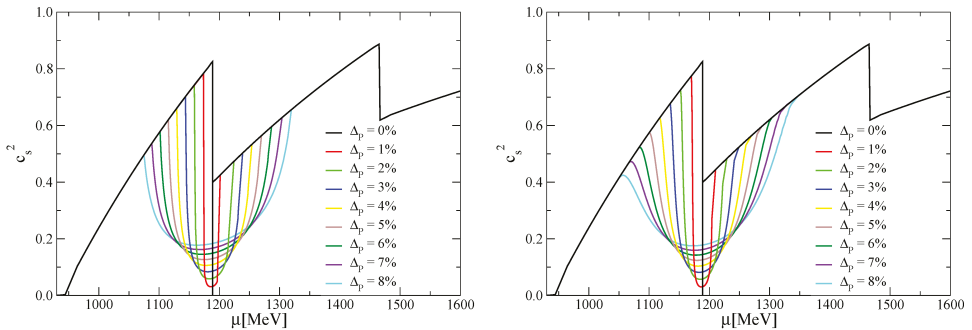 1.0
0.8
0.6
0.4
0.2
0.0
c_s^2
1000 1100 1200 1300 1400 1500 1600
μ[MeV]
Δ_P = 0%
Δ_P = 1%
Δ_P = 2%
Δ_P = 3%
Δ_P = 4%
Δ_P = 5%
Δ_P = 6%
Δ_P = 7%
Δ_P = 8%
1.0
0.8
0.6
0.4
0.2
0.0
c_s^2
1000 1100 1200 1300 1400 1500 1600
μ[MeV]
Δ_P = 0%
Δ_P = 1%
Δ_P = 2%
Δ_P = 3%
Δ_P = 4%
Δ_P = 5%
Δ_P = 6%
Δ_P = 7%
Δ_P = 8%